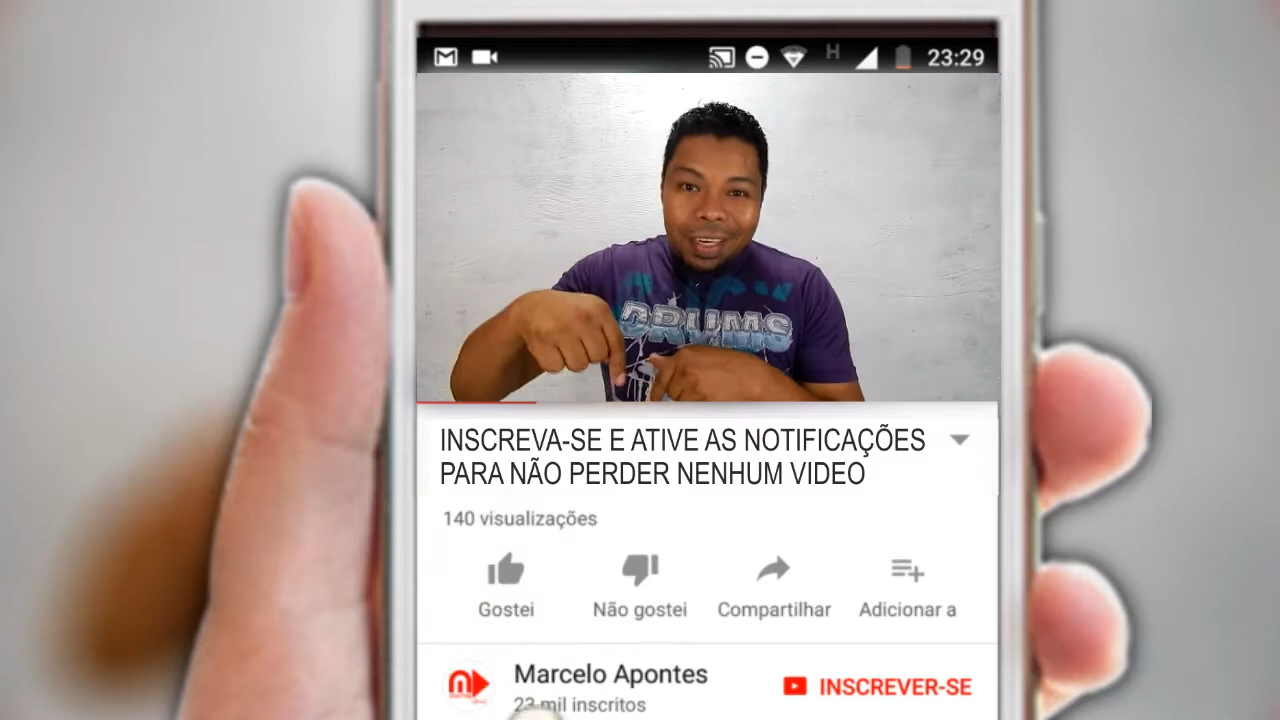 H 23:29
DRUMS
INSCREVA-SE E ATIVE AS NOTIFICAÇÕES
PARA NÃO PERDER NENHUM VIDEO
140 visualizações
Gostei Não gostei Compartilhar Adicionar a
Marcelo Apontes
INSCREVER-SE
23 mil inscritos